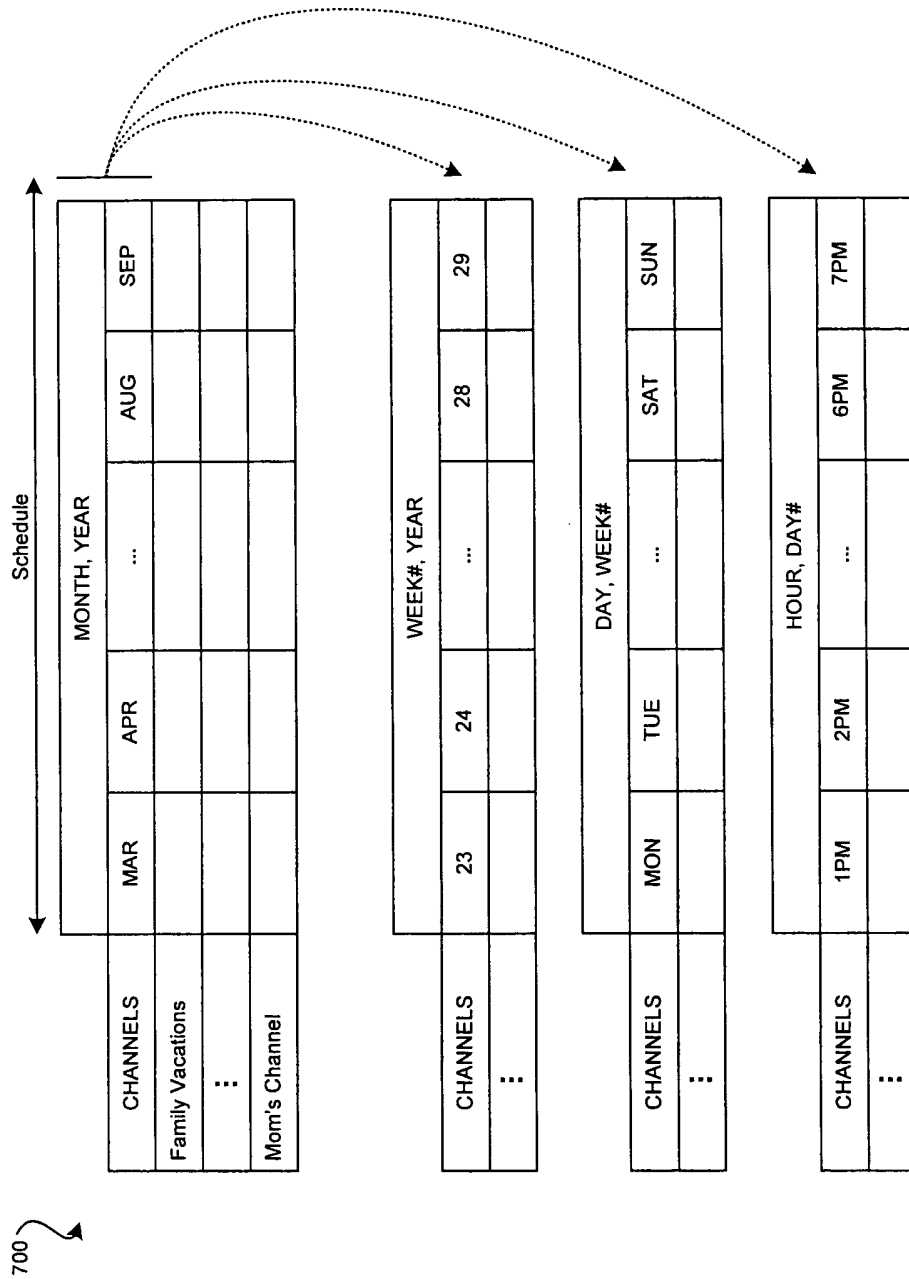 700
Schedule
MONTH, YEAR
CHANNELS MAR APR ... AUG SEP
Family Vacations
...
Mom's Channel
WEEK#, YEAR
CHANNELS 23 24 ... 28 29
...
DAY, WEEK#
CHANNELS MON TUE ... SAT SUN
...
HOUR, DAY#
CHANNELS 1PM 2PM ... 6PM 7PM
...